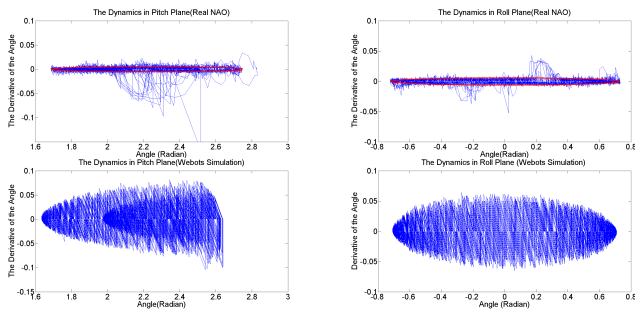 The Dynamics in Pitch Plane(Real NAO)
0.1
0.05
0
-0.05
-0.1
The Derivative of the Angle
1.6 1.8 2 2.2 2.4 2.6 2.8 3
Angle (Radian)
The Dynamics in Roll Plane(Real NAO)
0.1
0.05
0
-0.05
-0.1
The Derivative of the Angle
-0.8 -0.6 -0.4 -0.2 0 0.2 0.4 0.6 0.8
Angle (Radian)
The Dynamics in Pitch Plane(Webots Simulation)
0.1
0.05
0
-0.05
-0.1
-0.15
The Derivative of the Angle
1.6 1.8 2 2.2 2.4 2.6 2.8 3
Angle(Radian)
The Dynamics in Roll Plane (Webots Simulation)
0.1
0.05
0
-0.05
-0.1
Derivative of the Angle
-0.8 -0.6 -0.4 -0.2 0 0.2 0.4 0.6 0.8
Angle (Radian)